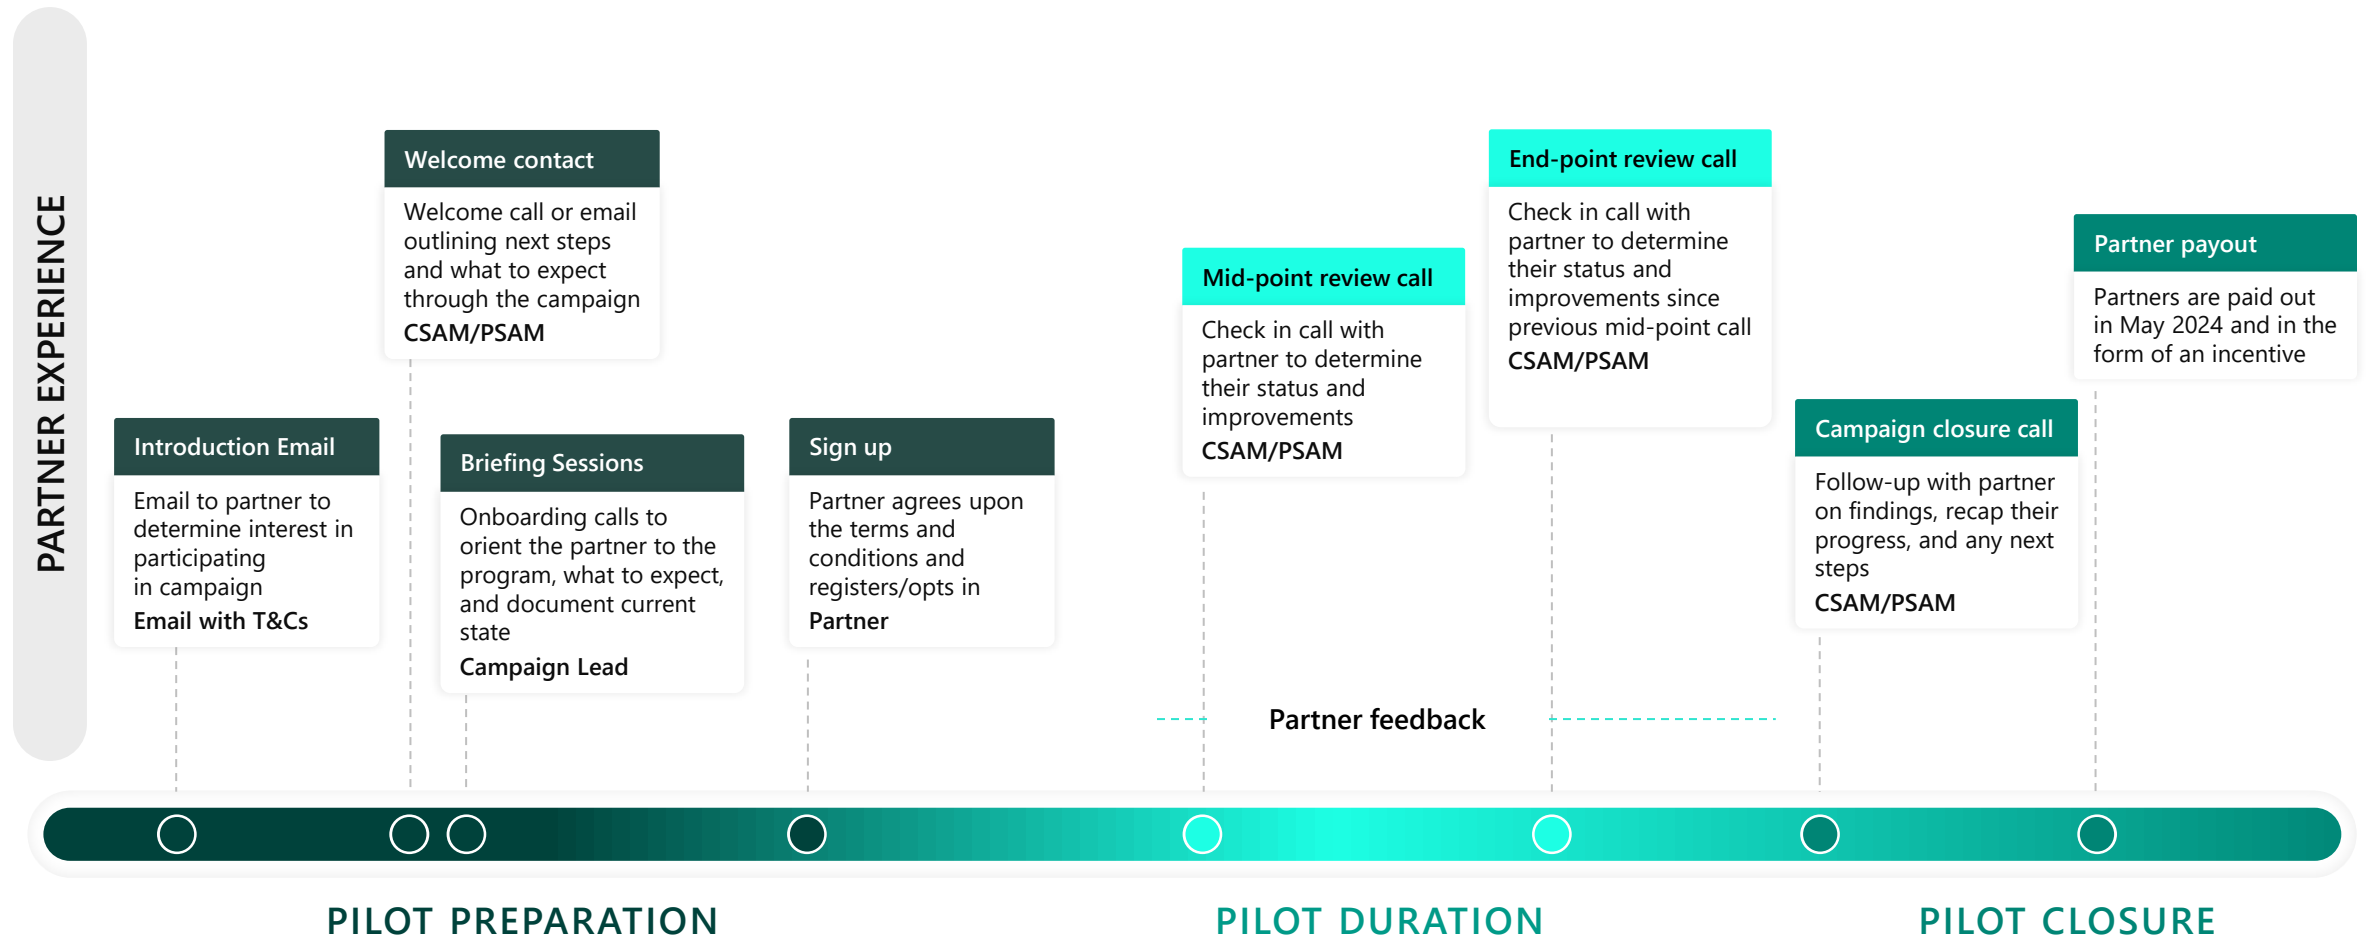 PARTNER EXPERIENCE
Introduction Email
Email to partner to
determine interest in
participating
in campaign
Email with T&Cs
Welcome contact
Welcome call or email
outlining next steps
and what to expect
through the campaign
CSAM/PSAM
Briefing Sessions
Onboarding calls to
orient the partner to the
program, what to expect,
and document current
state
Campaign Lead
Sign up
Partner agrees upon
the terms and
conditions and
registers/opts in
Partner
Mid-point review call
Check in call with
partner to determine
their status and
improvements
CSAM/PSAM
End-point review call
Check in call with
partner to determine
their status and
improvements since
previous mid-point call
CSAM/PSAM
Partner feedback
Campaign closure call
Follow-up with partner
on findings, recap their
progress, and any next
steps
CSAM/PSAM
Partner payout
Partners are paid out
in May 2024 and in the
form of an incentive
PILOT PREPARATION
PILOT DURATION
PILOT CLOSURE